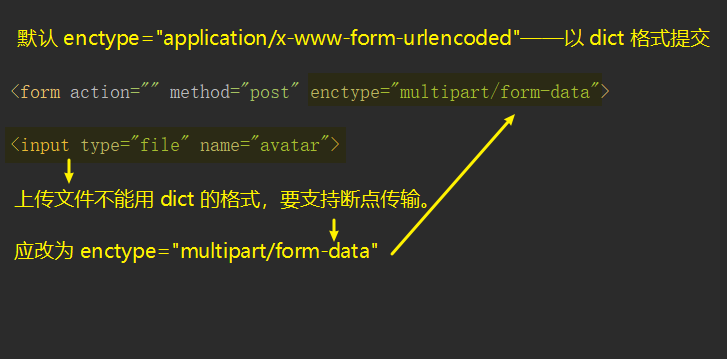 默认 enctype="application/x-www-form-urlencoded"——以 dict 格式提交
<form action="" method="post" enctype="multipart/form-data">
<input type="file" name="avatar">
上传文件不能用 dict 的格式，要支持断点传输。
应改为 enctype="multipart/form-data"